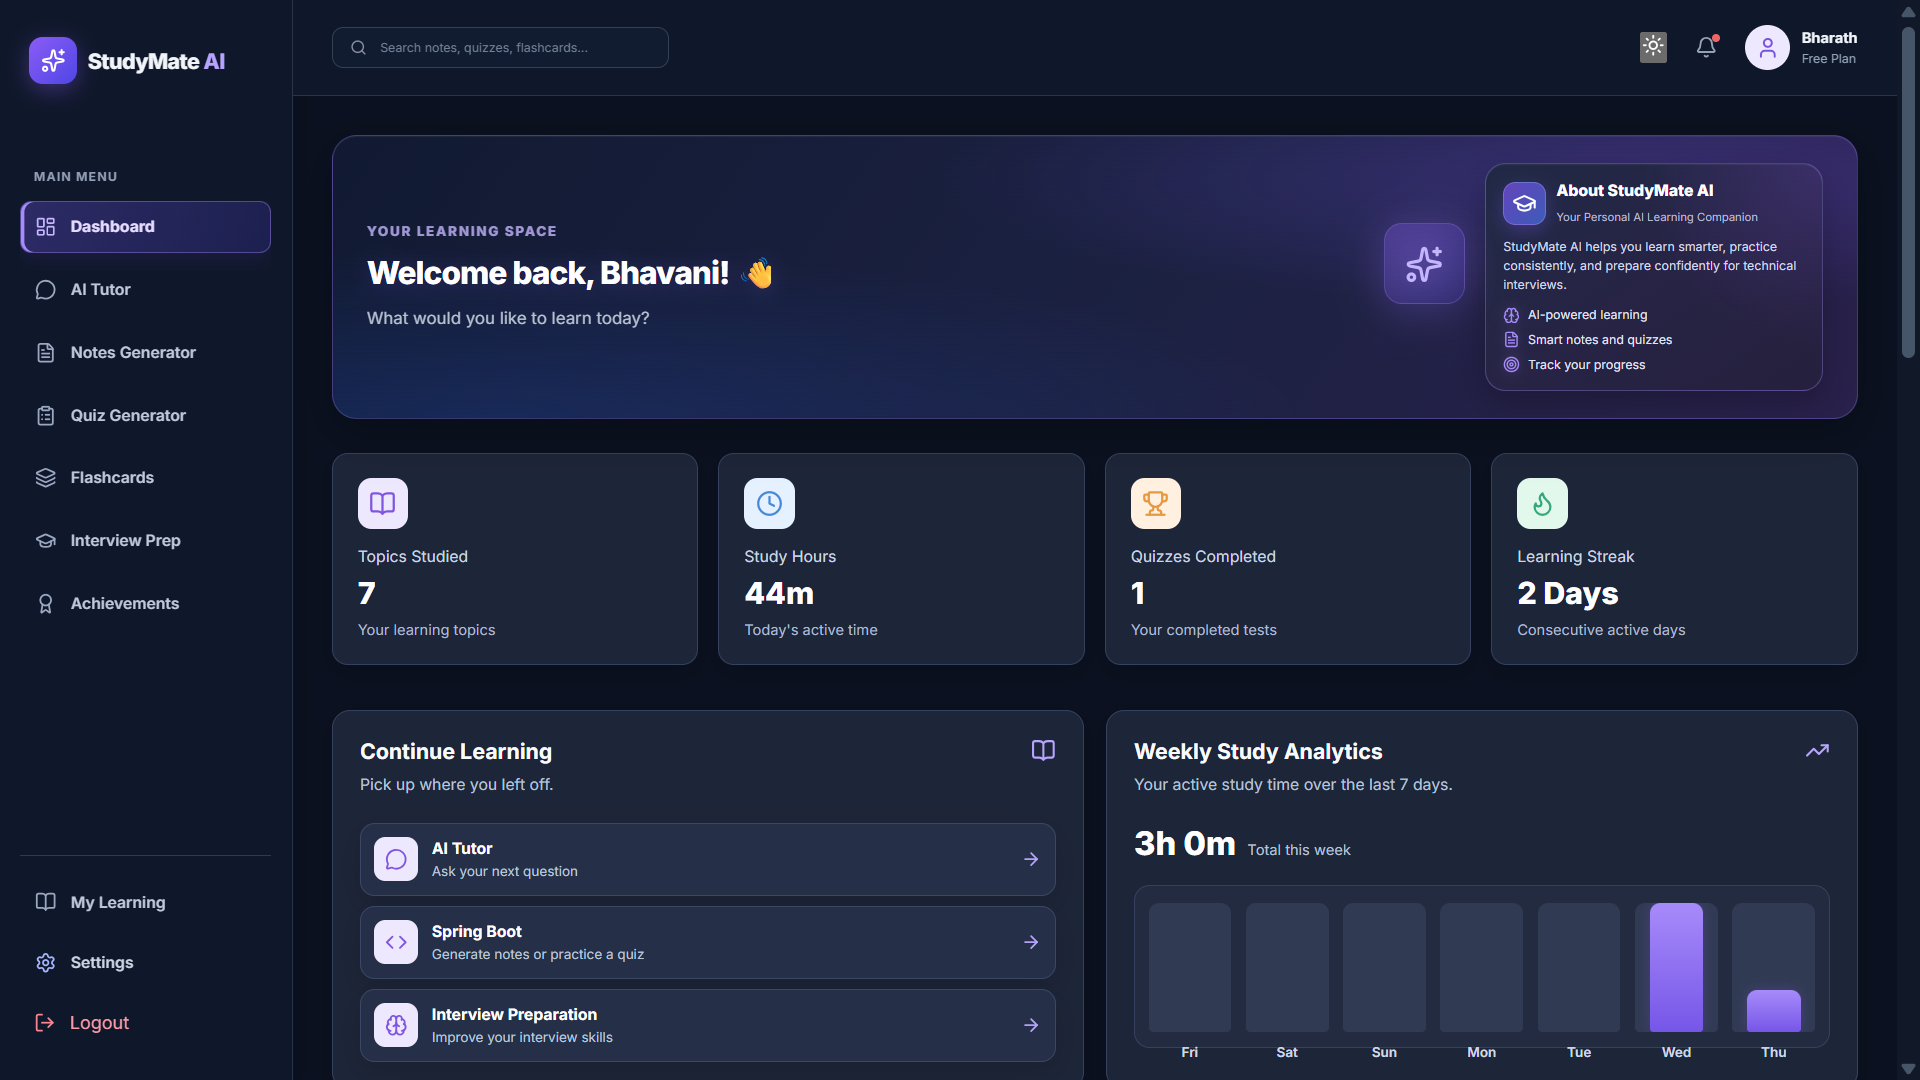 StudyMate AI
MAIN MENU
Dashboard
AI Tutor
Notes Generator
Quiz Generator
Flashcards
Interview Prep
Achievements
My Learning
Settings
Logout
Search notes, quizzes, flashcards...
Bharath
Free Plan
YOUR LEARNING SPACE
Welcome back, Bhavani! 👋
What would you like to learn today?
About StudyMate AI
Your Personal AI Learning Companion
StudyMate AI helps you learn smarter, practice
consistently, and prepare confidently for technical
interviews.
AI-powered learning
Smart notes and quizzes
Track your progress
Topics Studied
7
Your learning topics
Study Hours
44m
Today's active time
Quizzes Completed
1
Your completed tests
Learning Streak
2 Days
Consecutive active days
Continue Learning
Pick up where you left off.
AI Tutor
Ask your next question
Spring Boot
Generate notes or practice a quiz
Interview Preparation
Improve your interview skills
Weekly Study Analytics
Your active study time over the last 7 days.
3h 0m Total this week
Fri Sat Sun Mon Tue Wed Thu